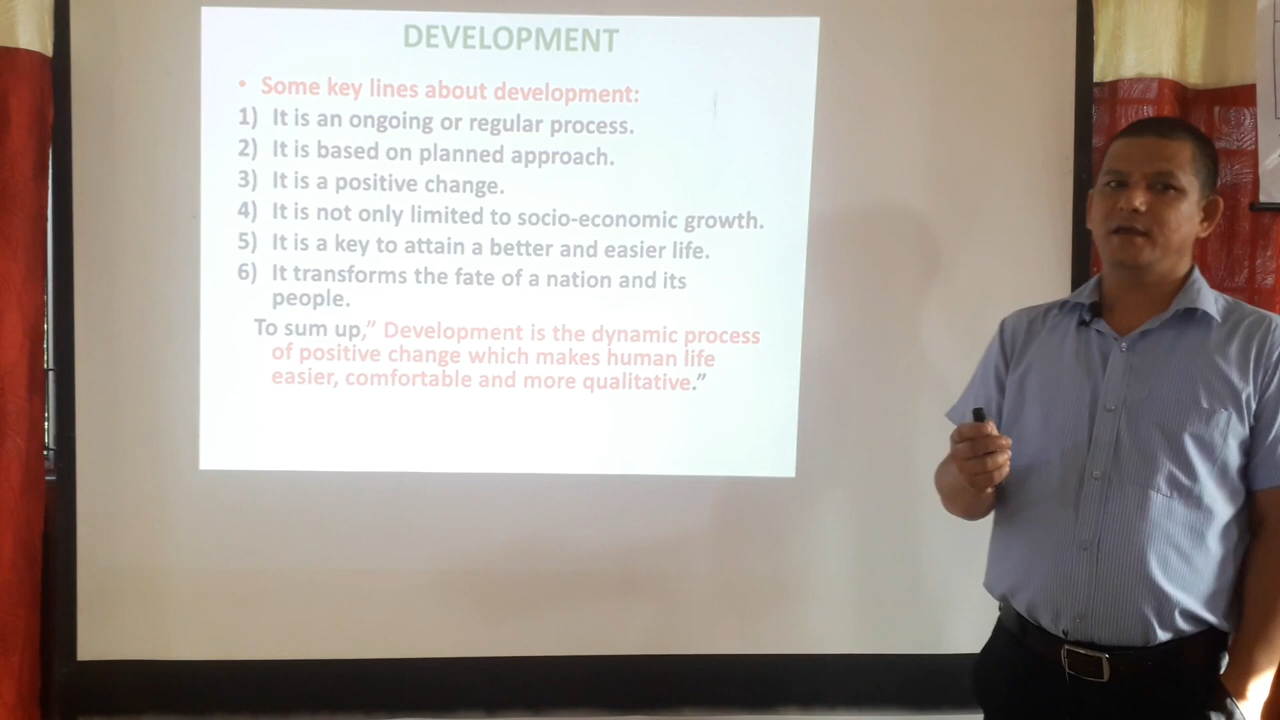 DEVELOPMENT
• Some key lines about development:
1) It is an ongoing or regular process.
2) It is based on planned approach.
3) It is a positive change.
4) It is not only limited to socio-economic growth.
5) It is a key to attain a better and easier life.
6) It transforms the fate of a nation and its
people.
To sum up,” Development is the dynamic process
of positive change which makes human life
easier, comfortable and more qualitative.”